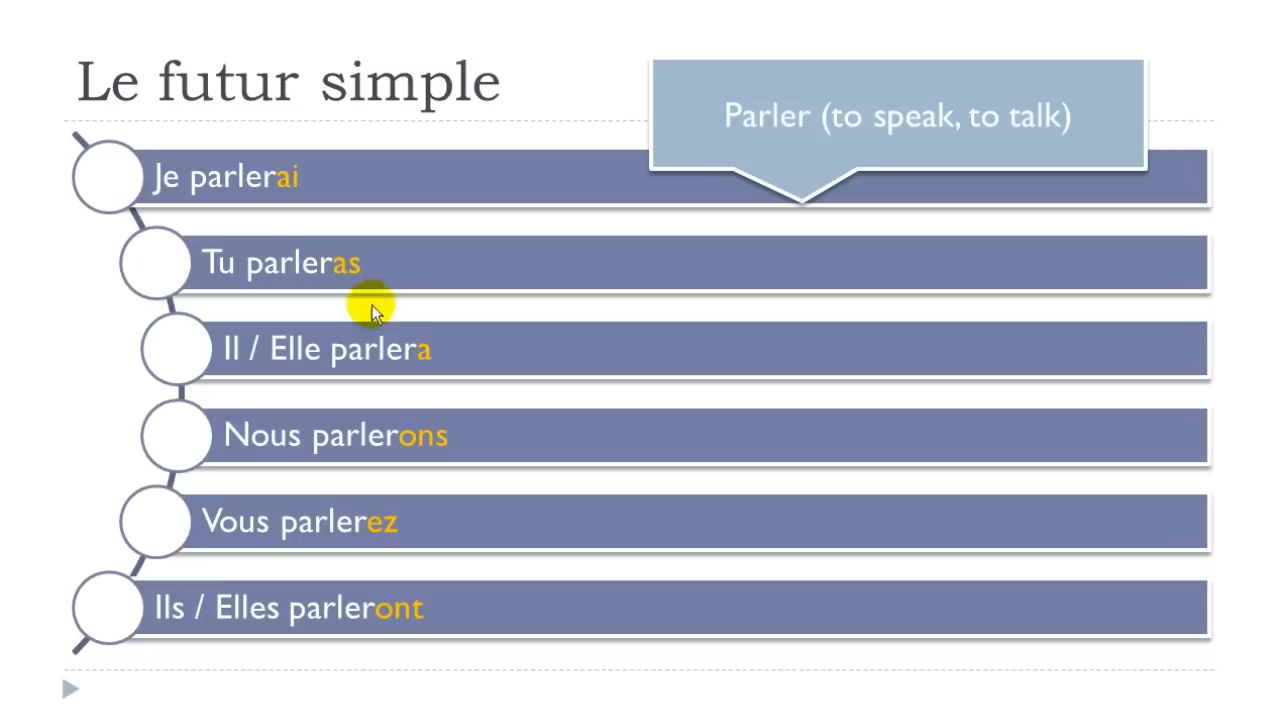 Le futur simple
Parler (to speak, to talk)
Je parlerai
Tu parleras
Il / Elle parlera
Nous parlerons
Vous parlerez
Ils / Elles parleront